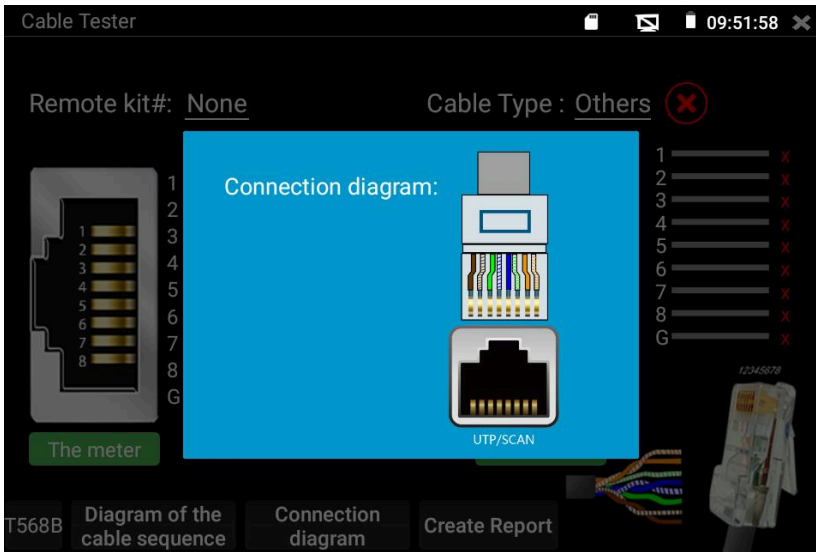 Cable Tester
09:51:58
Remote kit#: None
Cable Type : Others
Connection diagram:
UTP/SCAN
1
2
3
4
5
6
7
8
1
2
3
4
5
6
7
8
G
1 x
2 x
3 x
4 x
5 x
6 x
7 x
8 x
G x
12345678
The meter
T568B
Diagram of the
cable sequence
Connection
diagram
Create Report